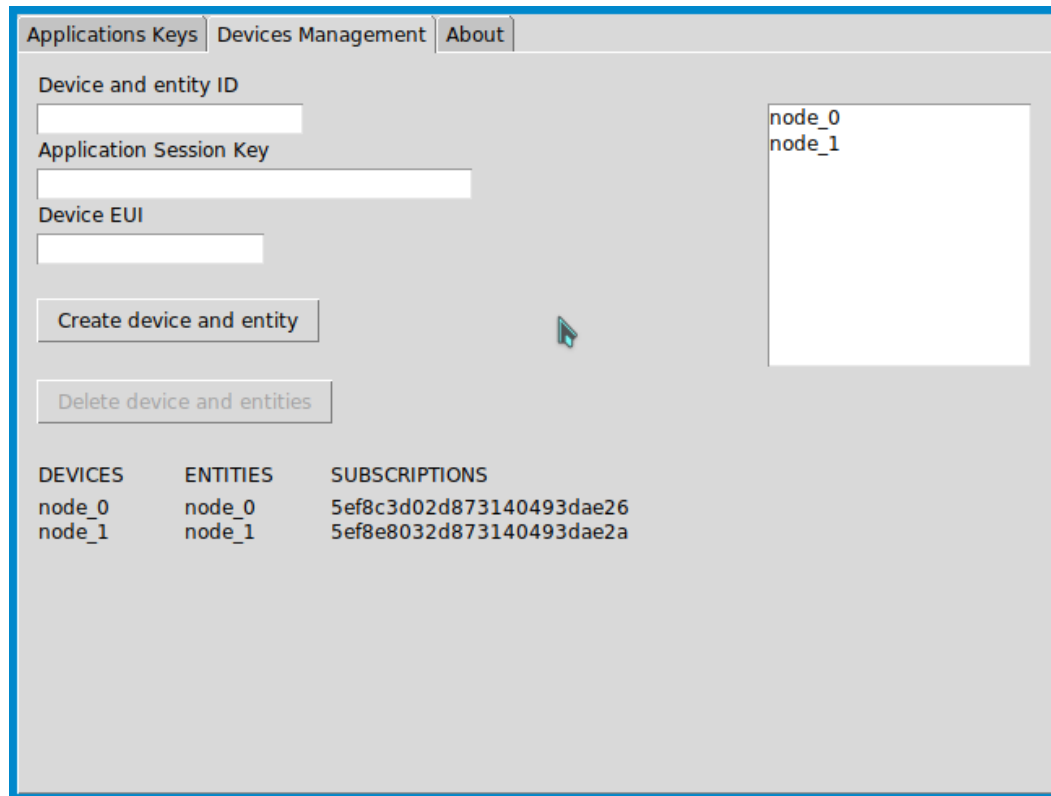 Applications Keys Devices Management About
Device and entity ID
node_0
node_1
Application Session Key
Device EUI
Create device and entity
Delete device and entities
DEVICES ENTITIES SUBSCRIPTIONS
node_0 node_0 5ef8c3d02d873140493dae26
node_1 node_1 5ef8e8032d873140493dae2a